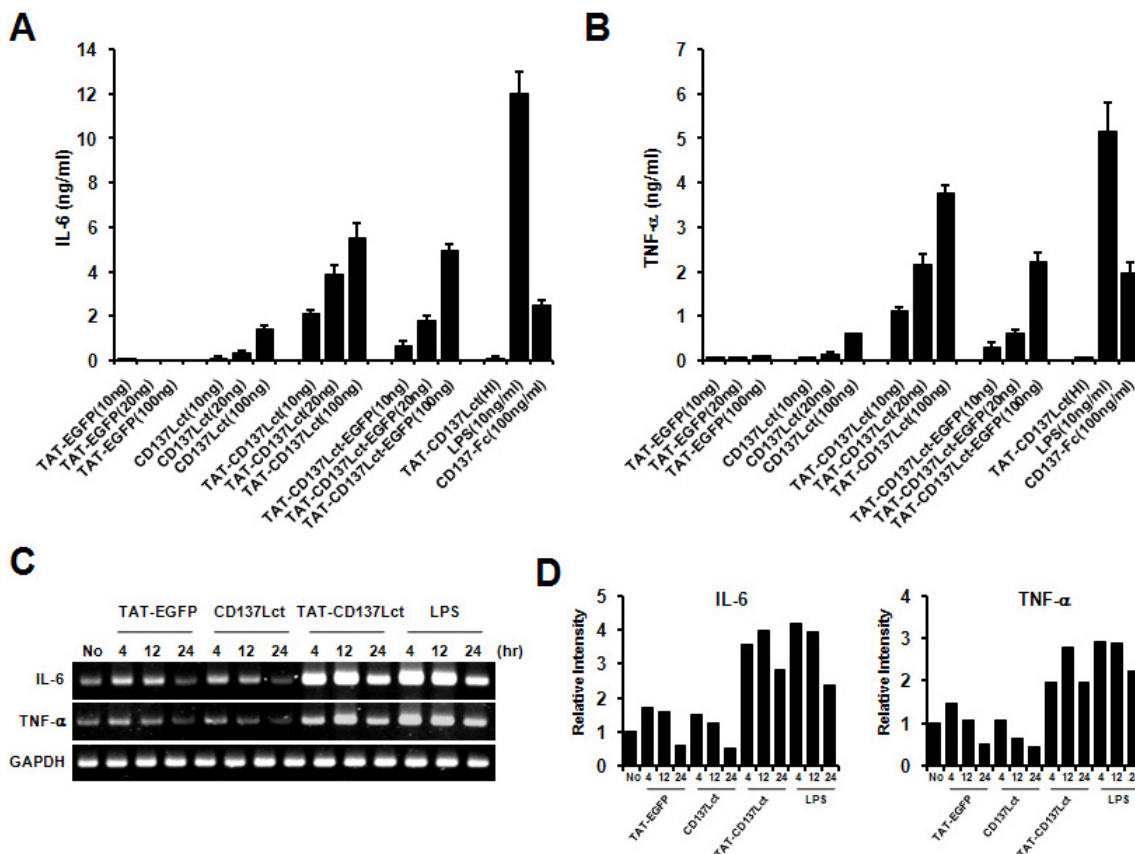 A
IL-6 (ng/ml)
14
12
10
8
6
4
2
0
TAT-EGFP(10ng)
TAT-EGFP(20ng)
TAT-EGFP(100ng)
CD137Lct(10ng)
CD137Lct(20ng)
CD137Lct(100ng)
TAT-CD137Lct(10ng)
TAT-CD137Lct(20ng)
TAT-CD137Lct(100ng)
TAT-CD137Lct-EGFP(10ng)
TAT-CD137Lct-EGFP(20ng)
TAT-CD137Lct-EGFP(100ng)
TAT-CD137Lct(HI)
LPS(10ng/ml)
CD137-Fc(100ng/ml)
B
TNF-α (ng/ml)
7
6
5
4
3
2
1
0
TAT-EGFP(10ng)
TAT-EGFP(20ng)
TAT-EGFP(100ng)
CD137Lct(10ng)
CD137Lct(20ng)
CD137Lct(100ng)
TAT-CD137Lct(10ng)
TAT-CD137Lct(20ng)
TAT-CD137Lct(100ng)
TAT-CD137Lct-EGFP(10ng)
TAT-CD137Lct-EGFP(20ng)
TAT-CD137Lct-EGFP(100ng)
TAT-CD137Lct(HI)
LPS(10ng/ml)
CD137-Fc(100ng/ml)
C
TAT-EGFP CD137Lct TAT-CD137Lct LPS
No 4 12 24 4 12 24 4 12 24 4 12 24 (hr)
IL-6
TNF-α
GAPDH
D
IL-6
Relative Intensity
5
4
3
2
1
0
No 4 12 24 4 12 24 4 12 24 4 12 24
TAT-EGFP CD137Lct TAT-CD137Lct LPS
TNF-α
Relative Intensity
4
3
2
1
0
No 4 12 24 4 12 24 4 12 24 4 12 24
TAT-EGFP CD137Lct TAT-CD137Lct LPS